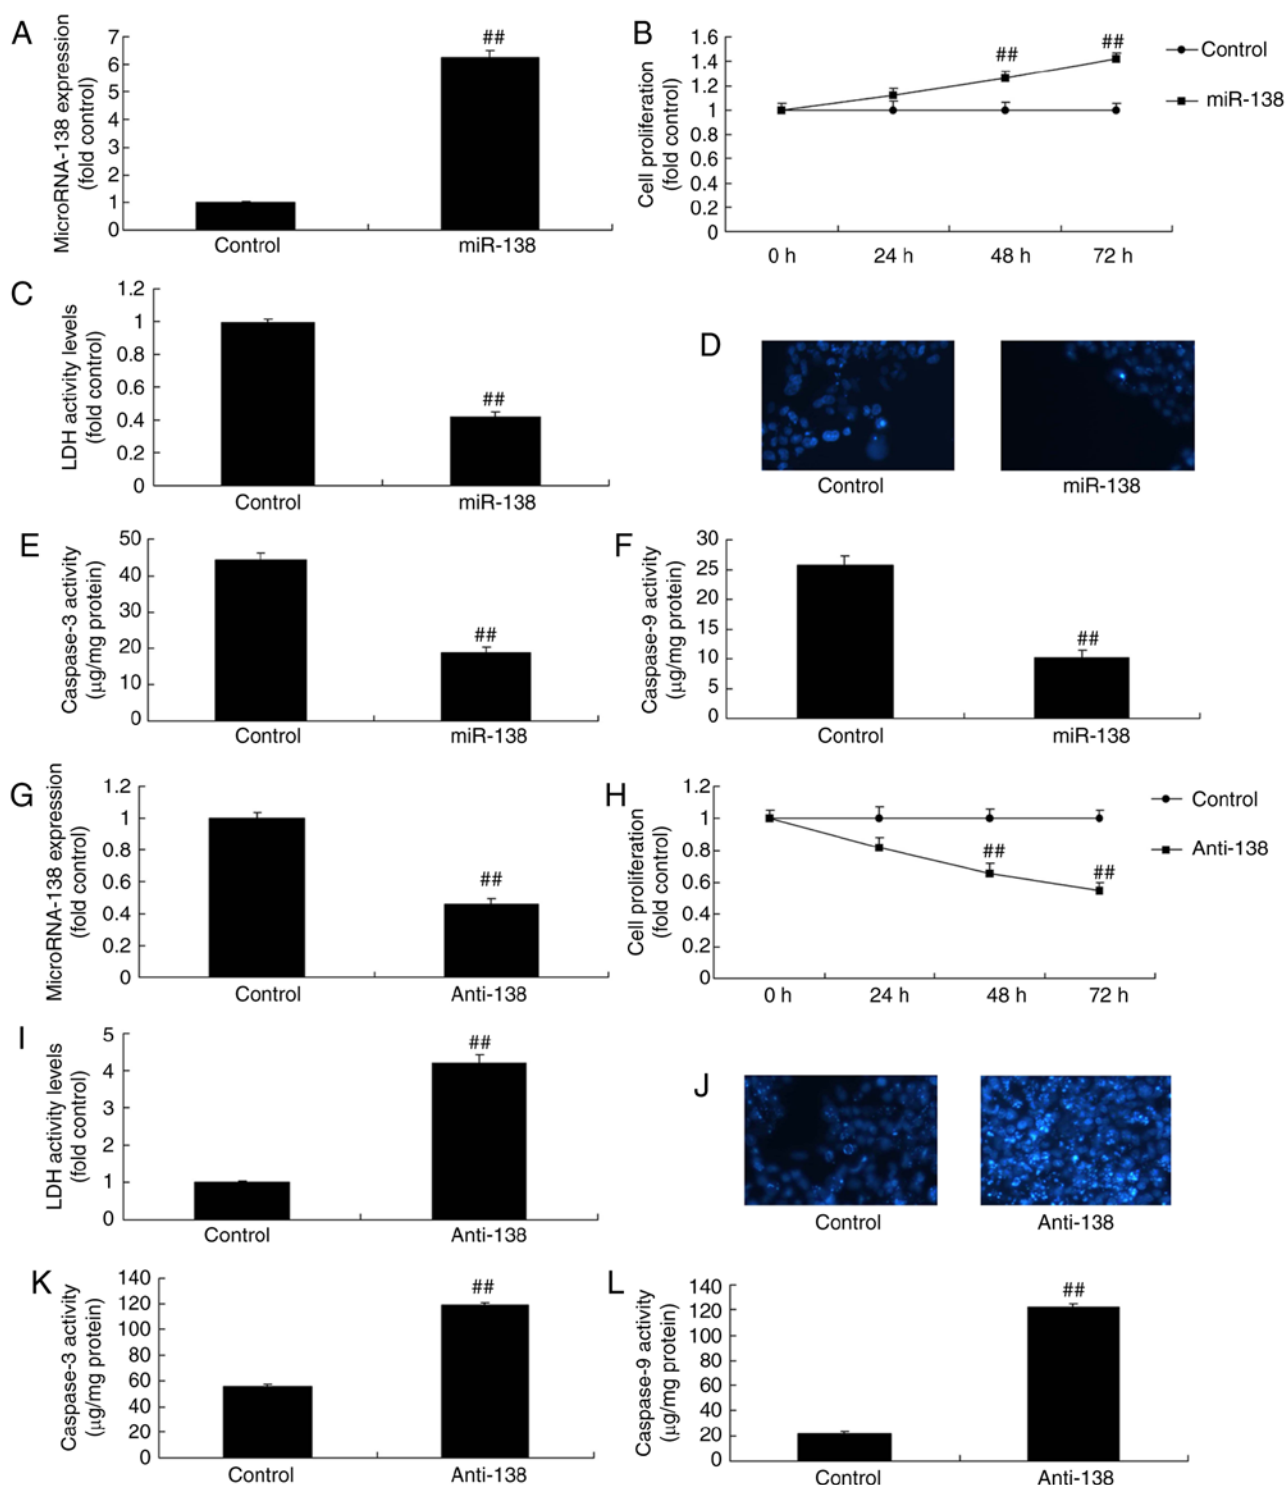 A
MicroRNA-138 expression
(fold control)
7
6
5
4
3
2
1
0
##
Control
miR-138
B
Cell proliferation
(fold control)
1.6
1.4
1.2
1
0.8
0.6
0.4
0.2
0
##
##
0 h
24 h
48 h
72 h
Control
miR-138
C
LDH activity levels
(fold control)
1.2
1
0.8
0.6
0.4
0.2
0
##
Control
miR-138
D
Control
miR-138
E
Caspase-3 activity
(μg/mg protein)
50
40
30
20
10
0
##
Control
miR-138
F
Caspase-9 activity
(μg/mg protein)
30
25
20
15
10
5
0
##
Control
miR-138
G
MicroRNA-138 expression
(fold control)
1.2
1
0.8
0.6
0.4
0.2
0
##
Control
Anti-138
H
Cell proliferation
(fold control)
1.2
1
0.8
0.6
0.4
0.2
0
##
##
0 h
24 h
48 h
72 h
Control
Anti-138
I
LDH activity levels
(fold control)
5
4
3
2
1
0
##
Control
Anti-138
J
Control
Anti-138
K
Caspase-3 activity
(μg/mg protein)
140
120
100
80
60
40
20
0
##
Control
Anti-138
L
Caspase-9 activity
(μg/mg protein)
140
120
100
80
60
40
20
0
##
Control
Anti-138